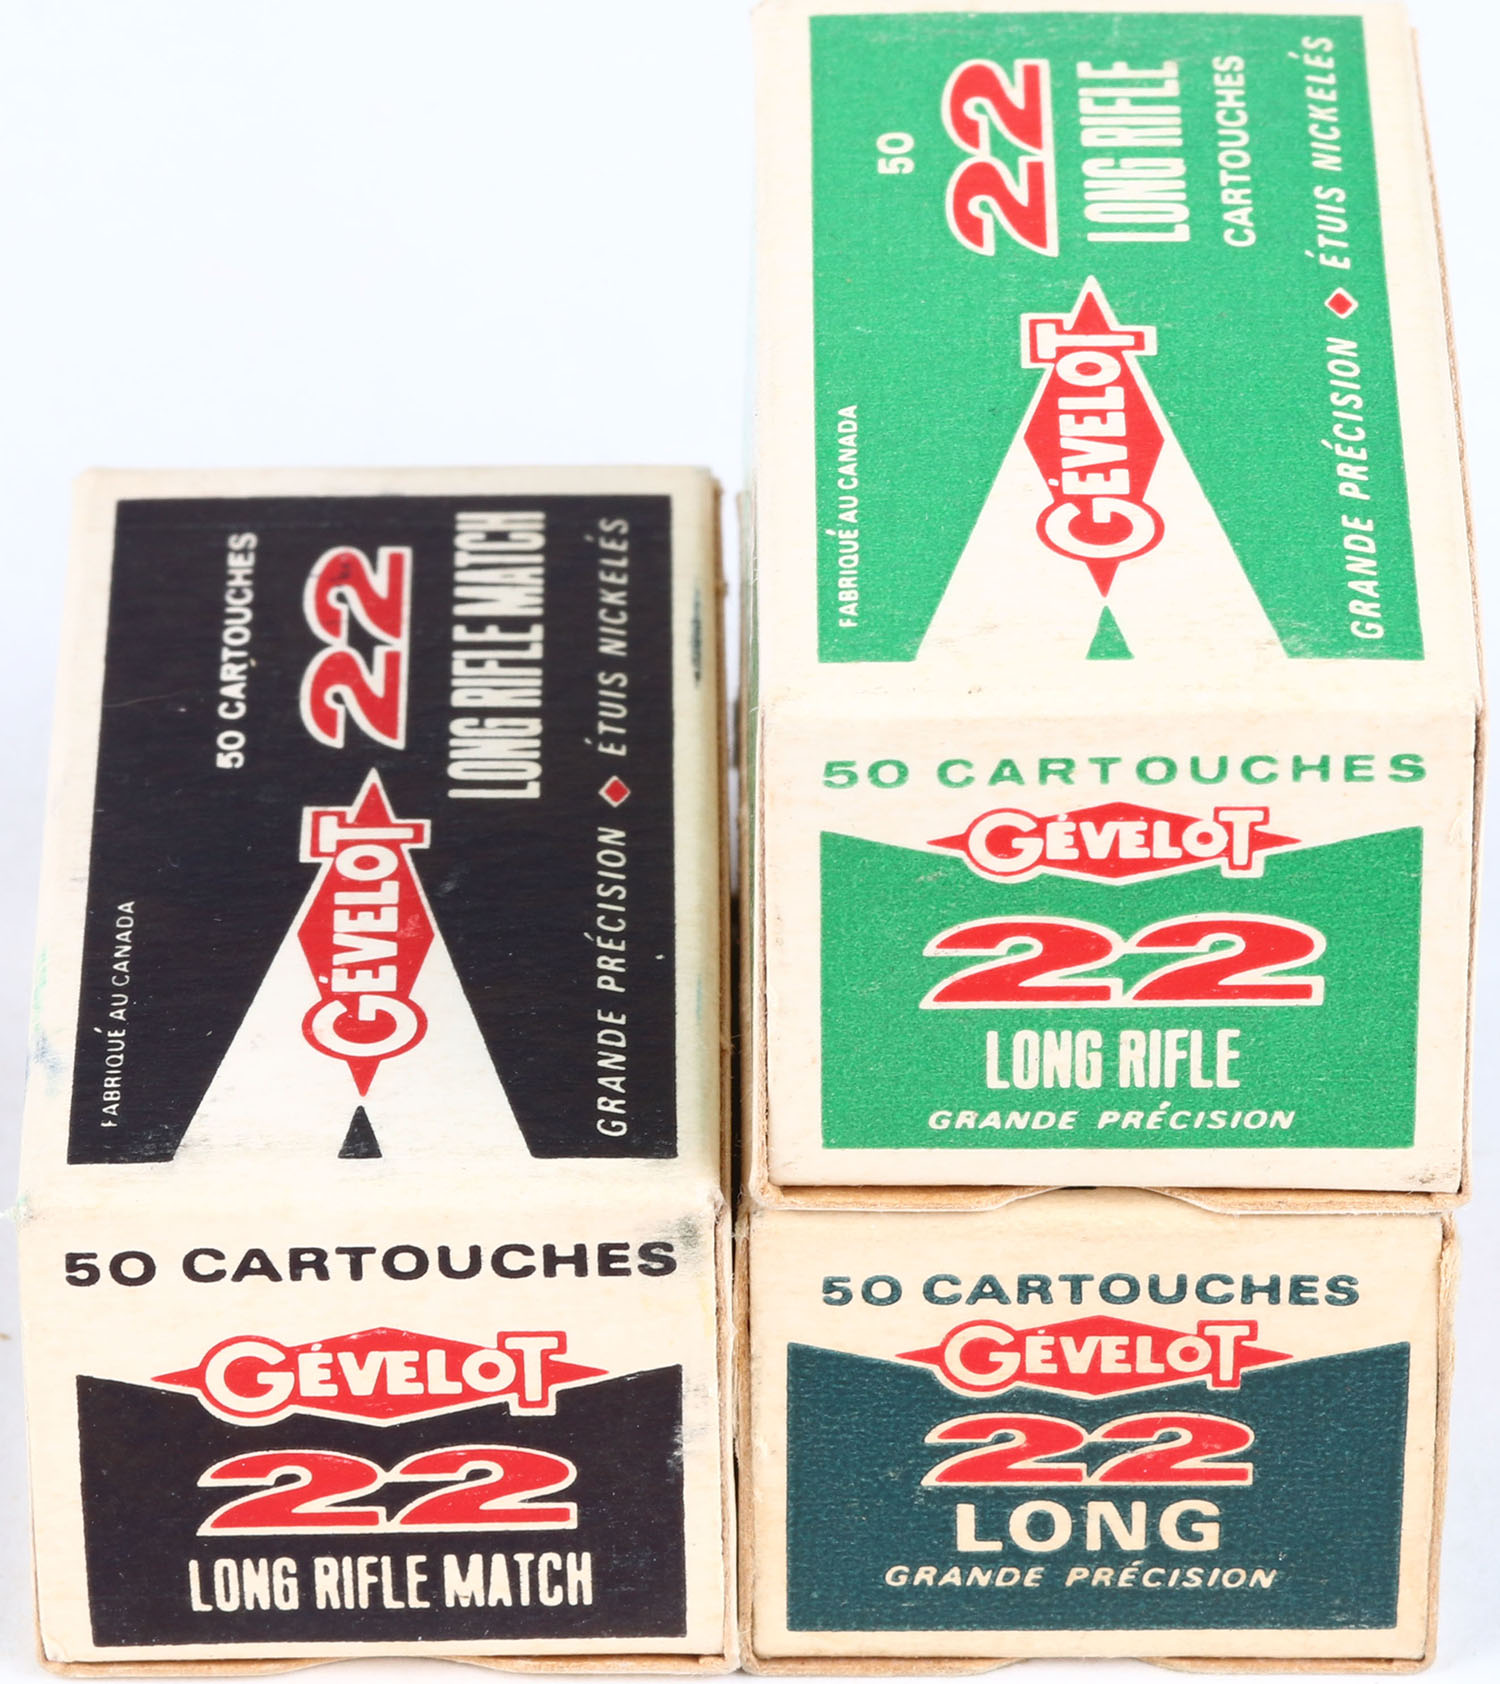 50 CARTOUCHES
GÉVELOT
22
LONG RIFLE MATCH
FABRIQUÉ AU CANADA
GRANDE PRÉCISION ♦ ÉTUIS NICKELÉS
50 CARTOUCHES
GÉVELOT
22
LONG RIFLE MATCH
50
GÉVELOT
22
LONG RIFLE
CARTOUCHES
FABRIQUÉ AU CANADA
GRANDE PRÉCISION ♦ ÉTUIS NICKELÉS
50 CARTOUCHES
GÉVELOT
22
LONG RIFLE
GRANDE PRÉCISION
50 CARTOUCHES
GÉVELOT
22
LONG
GRANDE PRÉCISION